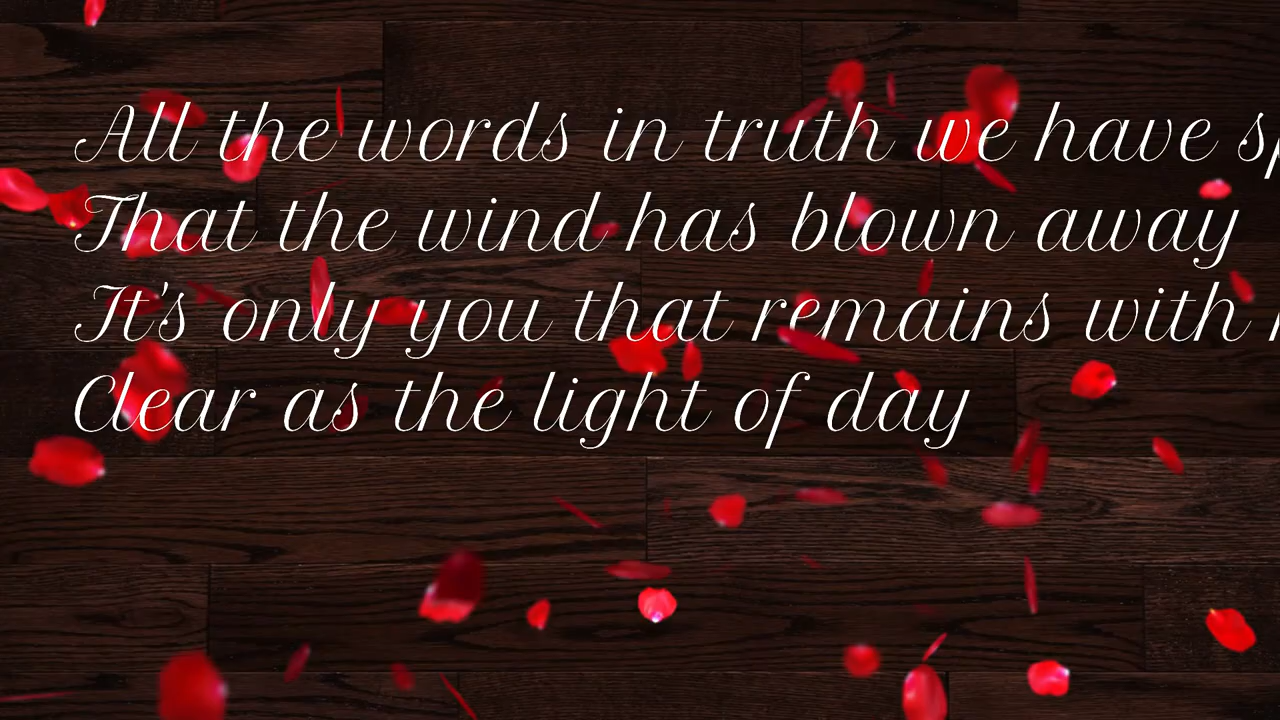 All the words in truth we have
That the wind has blown away
It's only you that remains with
Clear as the light of day